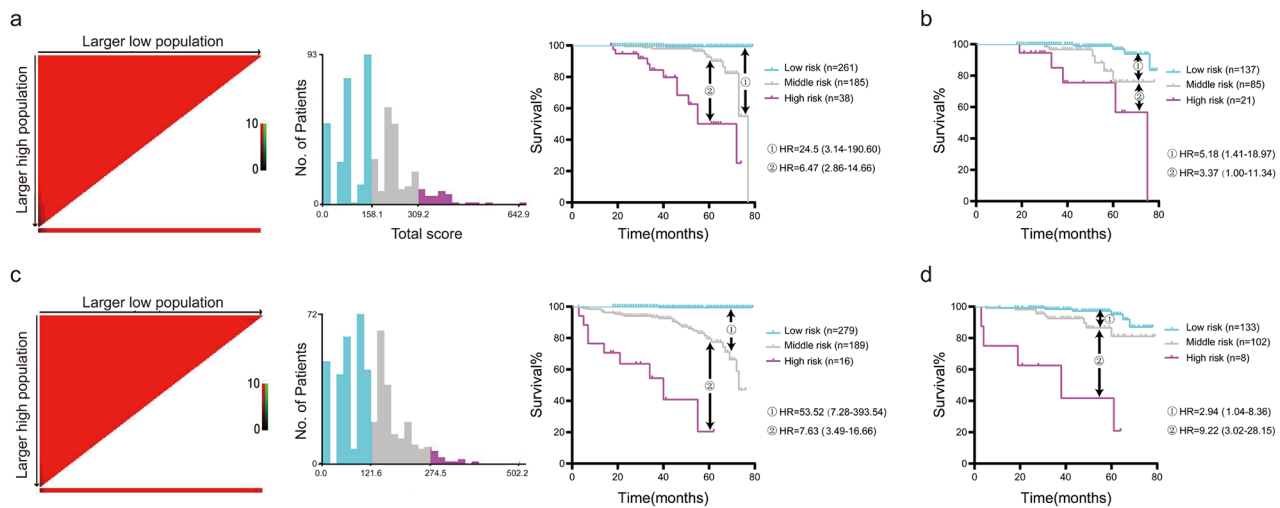 a
Larger low population
Larger high population
10
0
No. of Patients
93
0
0.0
158.1
309.2
642.9
Total score
Survival%
100
80
60
40
20
0
0
20
40
60
80
Time(months)
①
②
Low risk (n=261)
Middle risk (n=185)
High risk (n=38)
① HR=24.5 (3.14-190.60)
② HR=6.47 (2.86-14.66)
b
Survival%
100
80
60
40
20
0
0
20
40
60
80
Time(months)
①
②
Low risk (n=137)
Middle risk (n=85)
High risk (n=21)
① HR=5.18 (1.41-18.97)
② HR=3.37 (1.00-11.34)
c
Larger low population
Larger high population
10
0
No. of Patients
72
0
0.0
121.6
274.5
502.2
Survival%
100
80
60
40
20
0
0
20
40
60
80
Time(months)
①
②
Low risk (n=279)
Middle risk (n=189)
High risk (n=16)
① HR=53.52 (7.28-393.54)
② HR=7.63 (3.49-16.66)
d
Survival%
100
80
60
40
20
0
0
20
40
60
80
Time(months)
①
②
Low risk (n=133)
Middle risk (n=102)
High risk (n=8)
① HR=2.94 (1.04-8.36)
② HR=9.22 (3.02-28.15)